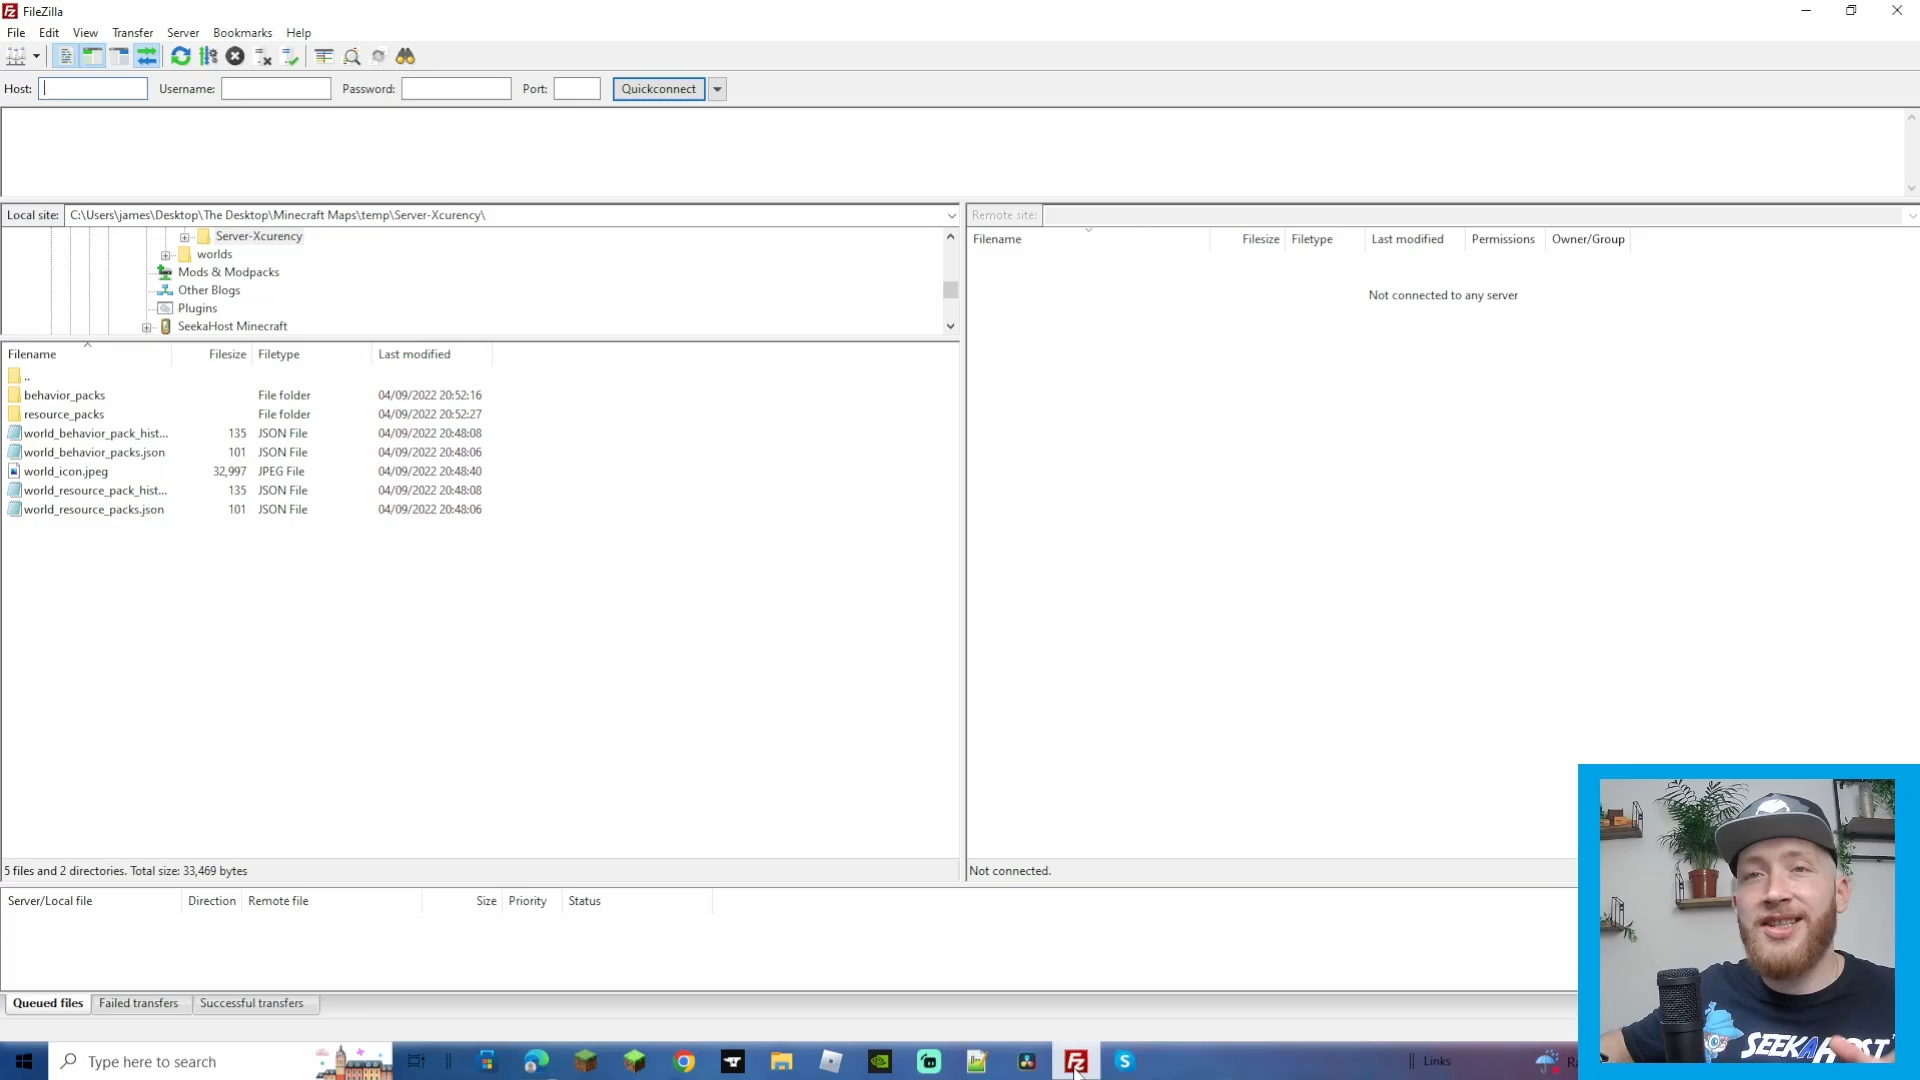 FileZilla
File Edit View Transfer Server Bookmarks Help
Host: Username: Password: Port: Quickconnect
Local site: C:\Users\james\Desktop\The Desktop\Minecraft Maps\temp\Server-Xcurency\
Remote site:
Server-Xcurency
worlds
Mods & Modpacks
Other Blogs
Plugins
SeekaHost Minecraft
Filename Filesize Filetype Last modified Permissions Owner/Group
Not connected to any server
Filename Filesize Filetype Last modified
..
behavior_packs File folder 04/09/2022 20:52:16
resource_packs File folder 04/09/2022 20:52:27
world_behavior_pack_hist... 135 JSON File 04/09/2022 20:48:08
world_behavior_packs.json 101 JSON File 04/09/2022 20:48:06
world_icon.jpeg 32,997 JPEG File 04/09/2022 20:48:40
world_resource_pack_hist... 135 JSON File 04/09/2022 20:48:08
world_resource_packs.json 101 JSON File 04/09/2022 20:48:06
5 files and 2 directories. Total size: 33,469 bytes
Not connected.
Server/Local file Direction Remote file Size Priority Status
Queued files Failed transfers Successful transfers
Type here to search
Links
SEEKAHOST